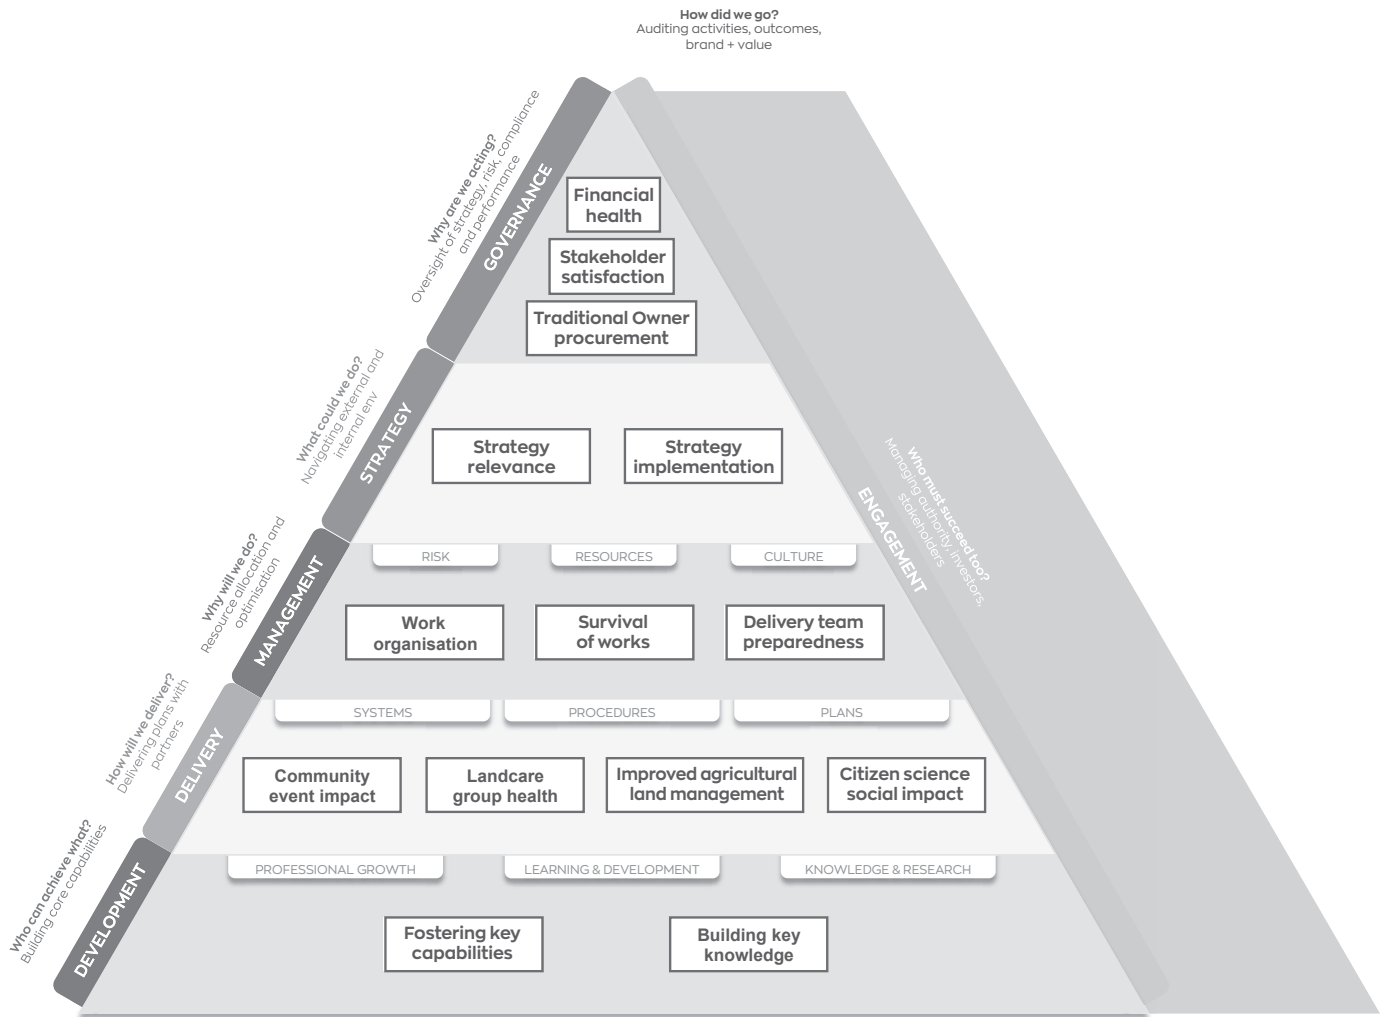 How did we go?
Auditing activities, outcomes,
brand + value
Why are we acting?
Oversight of strategy, risk, compliance
and performance
GOVERNANCE
Financial
health
Stakeholder
satisfaction
Traditional Owner
procurement
What could we do?
Navigating external and
internal env
STRATEGY
Strategy
relevance
Strategy
implementation
ENGAGEMENT
Who must succeed too?
Managing authority, investors,
stakeholders
Why will we do?
Resource allocation and
optimisation
MANAGEMENT
RISK
RESOURCES
CULTURE
Work
organisation
Survival
of works
Delivery team
preparedness
How will we deliver?
Delivering plans with
partners
DELIVERY
SYSTEMS
PROCEDURES
PLANS
Community
event impact
Landcare
group health
Improved agricultural
land management
Citizen science
social impact
Who can achieve what?
Building core capabilities
DEVELOPMENT
PROFESSIONAL GROWTH
LEARNING & DEVELOPMENT
KNOWLEDGE & RESEARCH
Fostering key
capabilities
Building key
knowledge